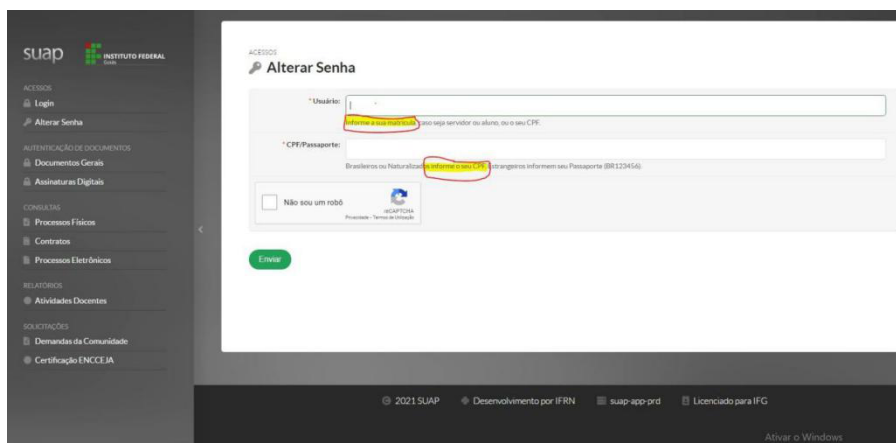 suap
INSTITUTO FEDERAL
Goiás
ACESSOS
Login
Alterar Senha
AUTENTICAÇÃO DE DOCUMENTOS
Documentos Gerais
Assinaturas Digitais
CONSULTAS
Processos Físicos
Contratos
Processos Eletrônicos
RELATÓRIOS
Atividades Docentes
SOLICITAÇÕES
Demandas da Comunidade
Certificação ENCCEJA
ACESSOS
Alterar Senha
* Usuário:
Informe a sua matrícula, caso seja servidor ou aluno, ou o seu CPF.
* CPF/Passaporte:
Brasileiros ou Naturalizados informe o seu CPF. Estrangeiros informem seu Passaporte (BR123456).
Não sou um robô
reCAPTCHA
Privacidade - Termos de Utilização
Enviar
© 2021 SUAP
Desenvolvimento por IFRN
suap-app-prd
Licenciado para IFG
Ativar o Windows